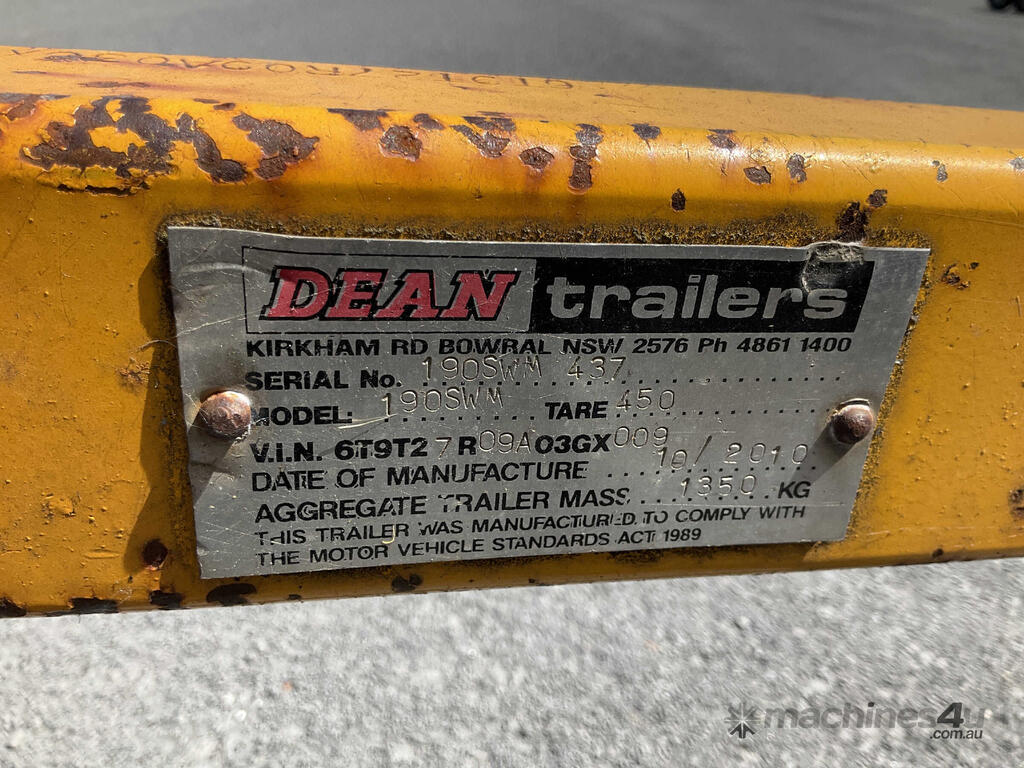 DEAN trailers
KIRKHAM RD BOWRAL NSW 2576 Ph 4861 1400
SERIAL No. 190SWM 437
MODEL: 190SWM TARE 450
V.I.N. 6T9T27R09A03GX009
DATE OF MANUFACTURE 10/2010
AGGREGATE TRAILER MASS 1350 KG
THIS TRAILER WAS MANUFACTURED TO COMPLY WITH
THE MOTOR VEHICLE STANDARDS ACT 1989
machines4u
.com.au